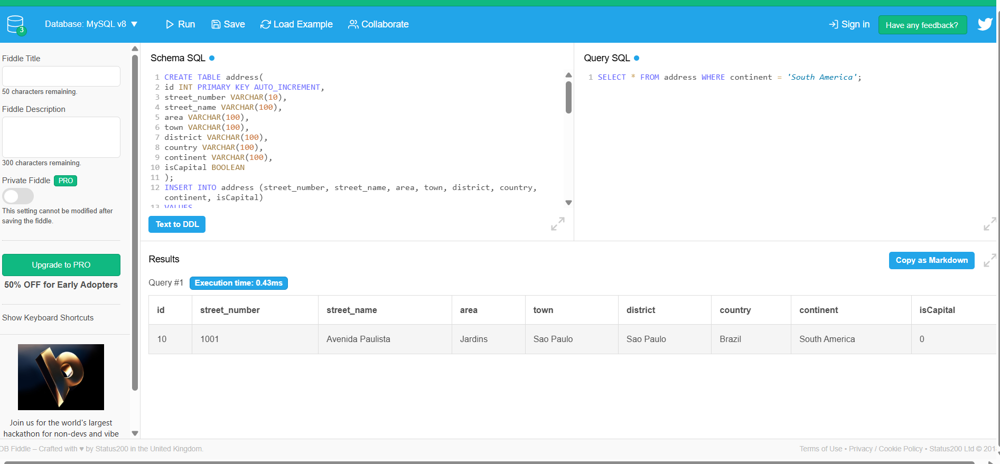 3
Database: MySQL v8 ▼
Run
Save
Load Example
Collaborate
Sign in
Have any feedback?
Fiddle Title
50 characters remaining.
Fiddle Description
300 characters remaining.
Private Fiddle PRO
This setting cannot be modified after
saving the fiddle.
Upgrade to PRO
50% OFF for Early Adopters
Show Keyboard Shortcuts
Join us for the world's largest
hackathon for non-devs and vibe
Schema SQL
1 CREATE TABLE address(
2 id INT PRIMARY KEY AUTO_INCREMENT,
3 street_number VARCHAR(10),
4 street_name VARCHAR(100),
5 area VARCHAR(100),
6 town VARCHAR(100),
7 district VARCHAR(100),
8 country VARCHAR(100),
9 continent VARCHAR(100),
10 isCapital BOOLEAN
11 );
12 INSERT INTO address (street_number, street_name, area, town, district, country,
continent, isCapital)
13 VALUES
Text to DDL
Query SQL
1 SELECT * FROM address WHERE continent = 'South America';
Results
Copy as Markdown
Query #1 Execution time: 0.43ms
id street_number street_name area town district country continent isCapital
10 1001 Avenida Paulista Jardins Sao Paulo Sao Paulo Brazil South America 0
DB Fiddle – Crafted with ♥ by Status200 in the United Kingdom.
Terms of Use • Privacy / Cookie Policy • Status200 Ltd © 201